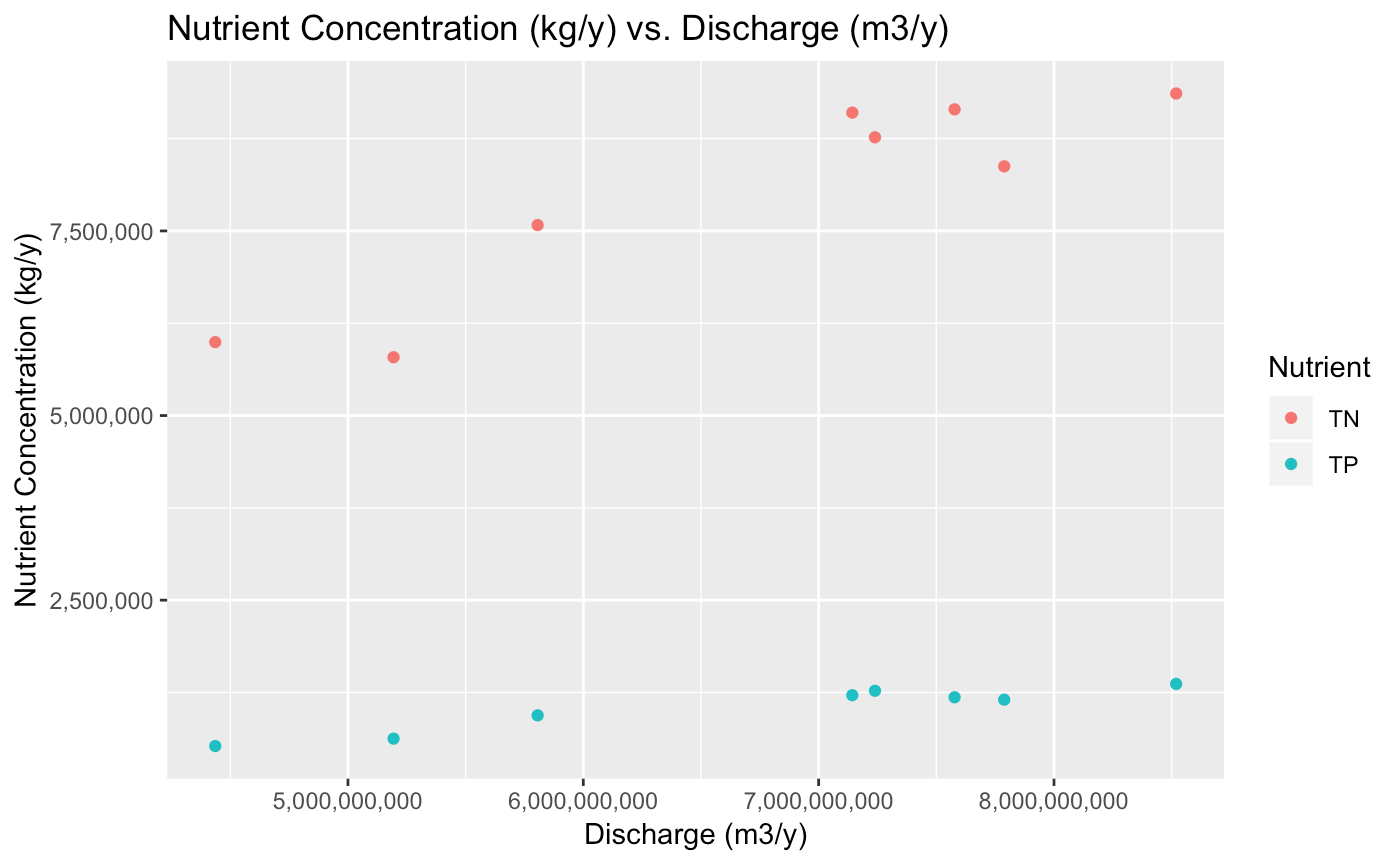 Nutrient Concentration (kg/y) vs. Discharge (m3/y)
Nutrient Concentration (kg/y)
7,500,000
5,000,000
2,500,000
5,000,000,000
6,000,000,000
7,000,000,000
8,000,000,000
Discharge (m3/y)
Nutrient
TN
TP